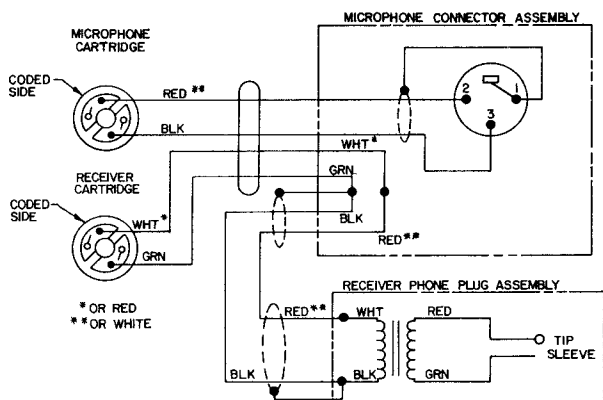 MICROPHONE CONNECTOR ASSEMBLY
MICROPHONE
CARTRIDGE
CODED
SIDE
RED**
2
1
3
BLK
WHT*
RECEIVER
CARTRIDGE
GRN
CODED
SIDE
WHT*
BLK
GRN
RED**
*OR RED
**OR WHITE
RECEIVER PHONE PLUG ASSEMBLY
RED**
WHT
RED
TIP
SLEEVE
BLK
BLK
GRN